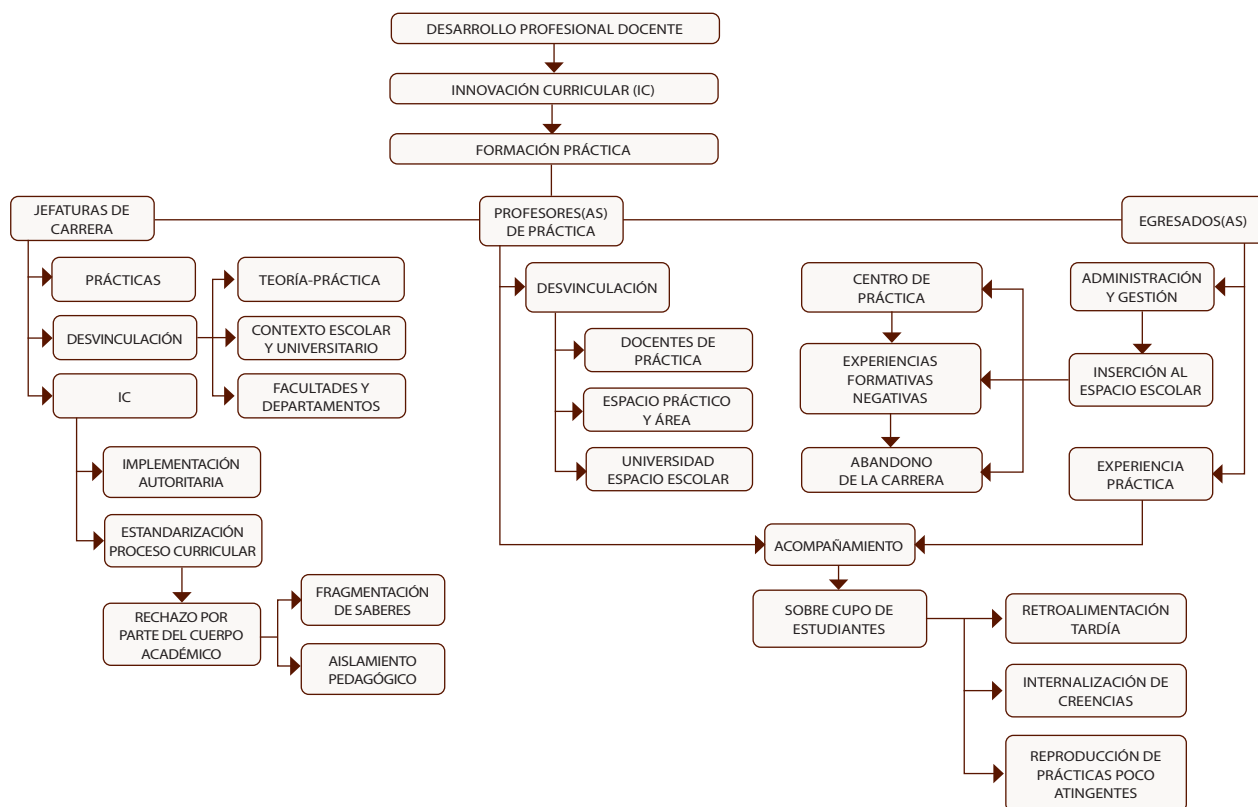 DESARROLLO PROFESIONAL DOCENTE
INNOVACIÓN CURRICULAR (IC)
FORMACIÓN PRÁCTICA
JEFATURAS DE
CARRERA
PROFESORES(AS)
DE PRÁCTICA
EGRESADOS(AS)
PRÁCTICAS
DESVINCULACIÓN
IC
TEORÍA-PRÁCTICA
CONTEXTO ESCOLAR
Y UNIVERSITARIO
FACULTADES Y
DEPARTAMENTOS
IMPLEMENTACIÓN
AUTORITARIA
ESTANDARIZACIÓN
PROCESO CURRICULAR
RECHAZO POR
PARTE DEL CUERPO
ACADÉMICO
FRAGMENTACIÓN
DE SABERES
AISLAMIENTO
PEDAGÓGICO
DESVINCULACIÓN
DOCENTES DE
PRÁCTICA
ESPACIO PRÁCTICO
Y ÁREA
UNIVERSIDAD
ESPACIO ESCOLAR
CENTRO DE
PRÁCTICA
EXPERIENCIAS
FORMATIVAS
NEGATIVAS
ABANDONO
DE LA CARRERA
ADMINISTRACIÓN
Y GESTIÓN
INSERCIÓN AL
ESPACIO ESCOLAR
EXPERIENCIA
PRÁCTICA
ACOMPAÑAMIENTO
SOBRE CUPO DE
ESTUDIANTES
RETROALIMENTACIÓN
TARDÍA
INTERNALIZACIÓN DE
CREENCIAS
REPRODUCCIÓN DE
PRÁCTICAS POCO
ATINGENTES